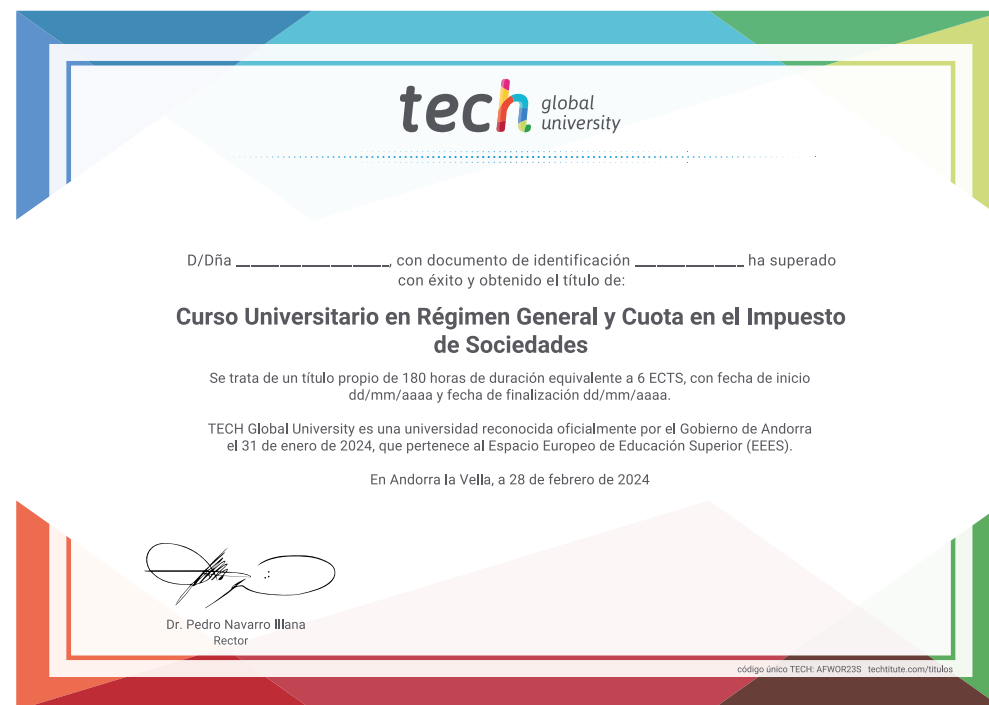 tech global
university
D/Dña ____________________, con documento de identificación ______________ ha superado
con éxito y obtenido el título de:
Curso Universitario en Régimen General y Cuota en el Impuesto
de Sociedades
Se trata de un título propio de 180 horas de duración equivalente a 6 ECTS, con fecha de inicio
dd/mm/aaaa y fecha de finalización dd/mm/aaaa.
TECH Global University es una universidad reconocida oficialmente por el Gobierno de Andorra
el 31 de enero de 2024, que pertenece al Espacio Europeo de Educación Superior (EEES).
En Andorra la Vella, a 28 de febrero de 2024
Dr. Pedro Navarro Illana
Rector
código único TECH: AFWOR23S techtitute.com/titulos